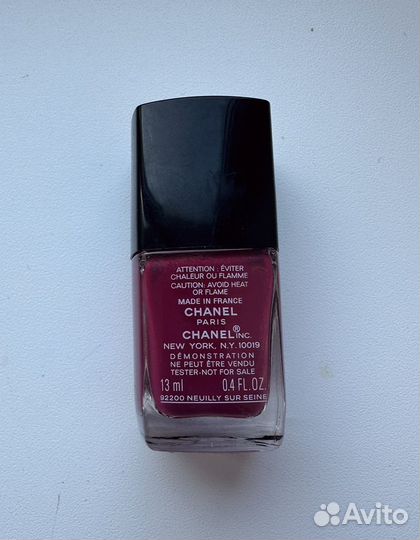 ATTENTION : ÉVITER
CHALEUR OU FLAMME
CAUTION: AVOID HEAT
OR FLAME
MADE IN FRANCE
CHANEL
PARIS
CHANEL® INC.
NEW YORK, N.Y. 10019
DÉMONSTRATION
NE PEUT ÊTRE VENDU
TESTER-NOT FOR SALE
13 ml 0.4 FL.OZ.
92200 NEUILLY SUR SEINE
Avito